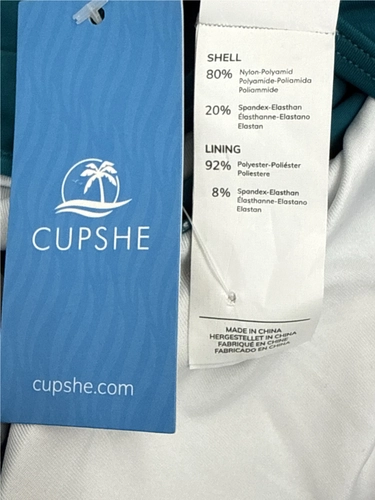 CUPSHE
cupshe.com
SHELL
80% Nylon-Polyamid
Polyamide-Poliamida
Poliammide
20% Spandex-Elasthan
Élasthanne-Elastano
Elastan
LINING
92% Polyester-Poliéster
Poliestere
8% Spandex-Elasthan
Élasthanne-Elastano
Elastan
MADE IN CHINA
HERGESTELLET IN CHINA
FABRIQUÉ EN CHINE
FABRICADO EN CHINA